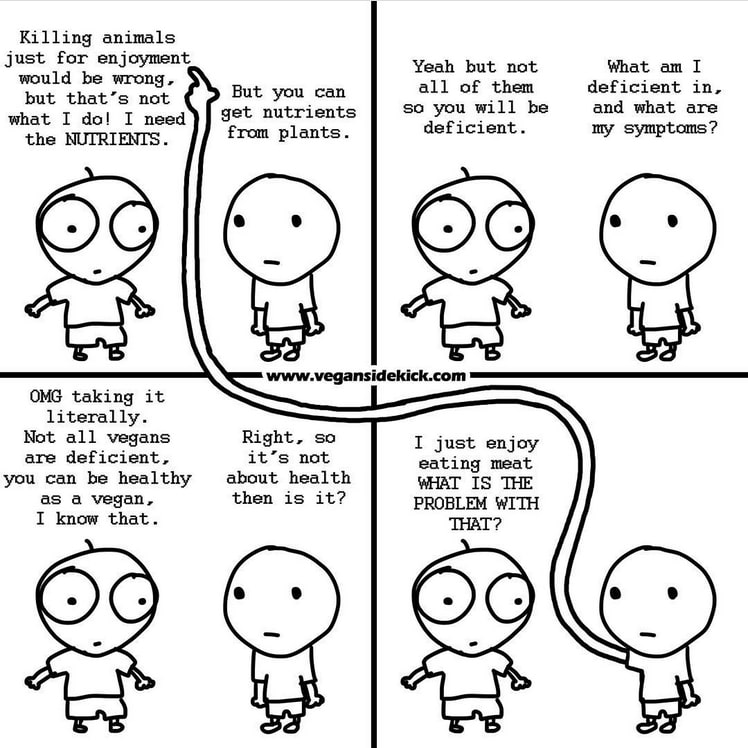 Killing animals
just for enjoyment
would be wrong,
but that's not
what I do! I need
the NUTRIENTS.
But you can
get nutrients
from plants.
Yeah but not
all of them
so you will be
deficient.
What am I
deficient in,
and what are
my symptoms?
www.vegansidekick.com
OMG taking it
literally.
Not all vegans
are deficient,
you can be healthy
as a vegan,
I know that.
Right, so
it's not
about health
then is it?
I just enjoy
eating meat
WHAT IS THE
PROBLEM WITH
THAT?